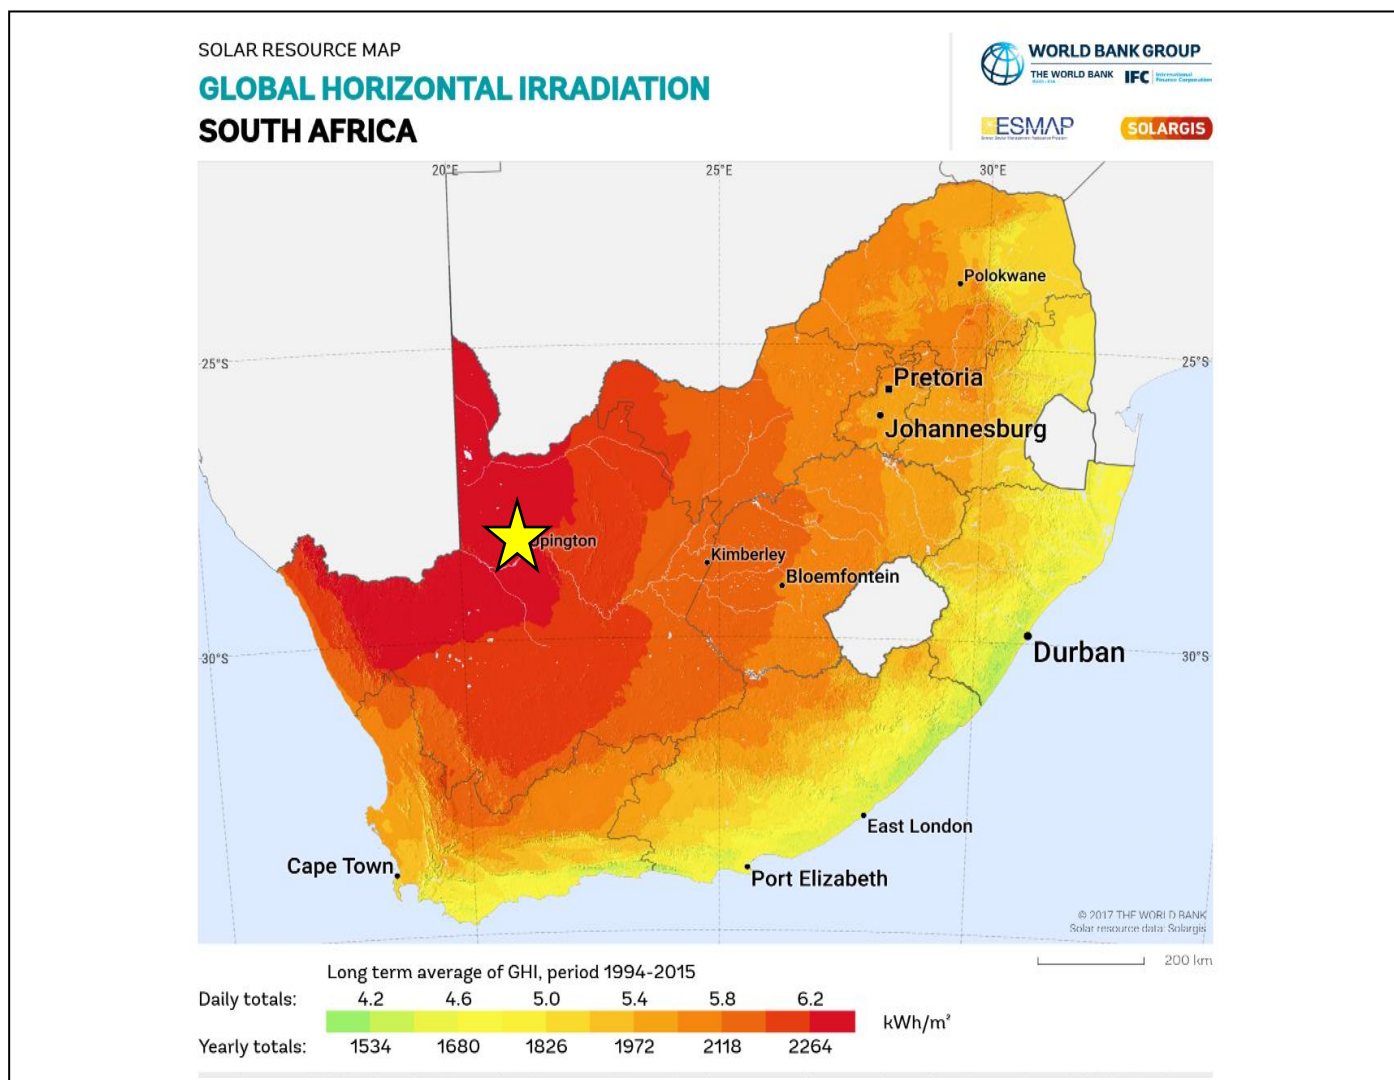 SOLAR RESOURCE MAP
GLOBAL HORIZONTAL IRRADIATION
SOUTH AFRICA
WORLD BANK GROUP
THE WORLD BANK
IFC
International
Finance Corporation
ESMAP
SOLARGIS
20°E
25°E
30°E
Polokwane
25°S
25°S
Pretoria
Johannesburg
Upington
Kimberley
Bloemfontein
30°S
30°S
Durban
East London
Cape Town
Port Elizabeth
© 2017 THE WORLD BANK
Solar resource data: Solargis
200 km
Long term average of GHI, period 1994-2015
Daily totals: 4.2 4.6 5.0 5.4 5.8 6.2
kWh/m²
Yearly totals: 1534 1680 1826 1972 2118 2264